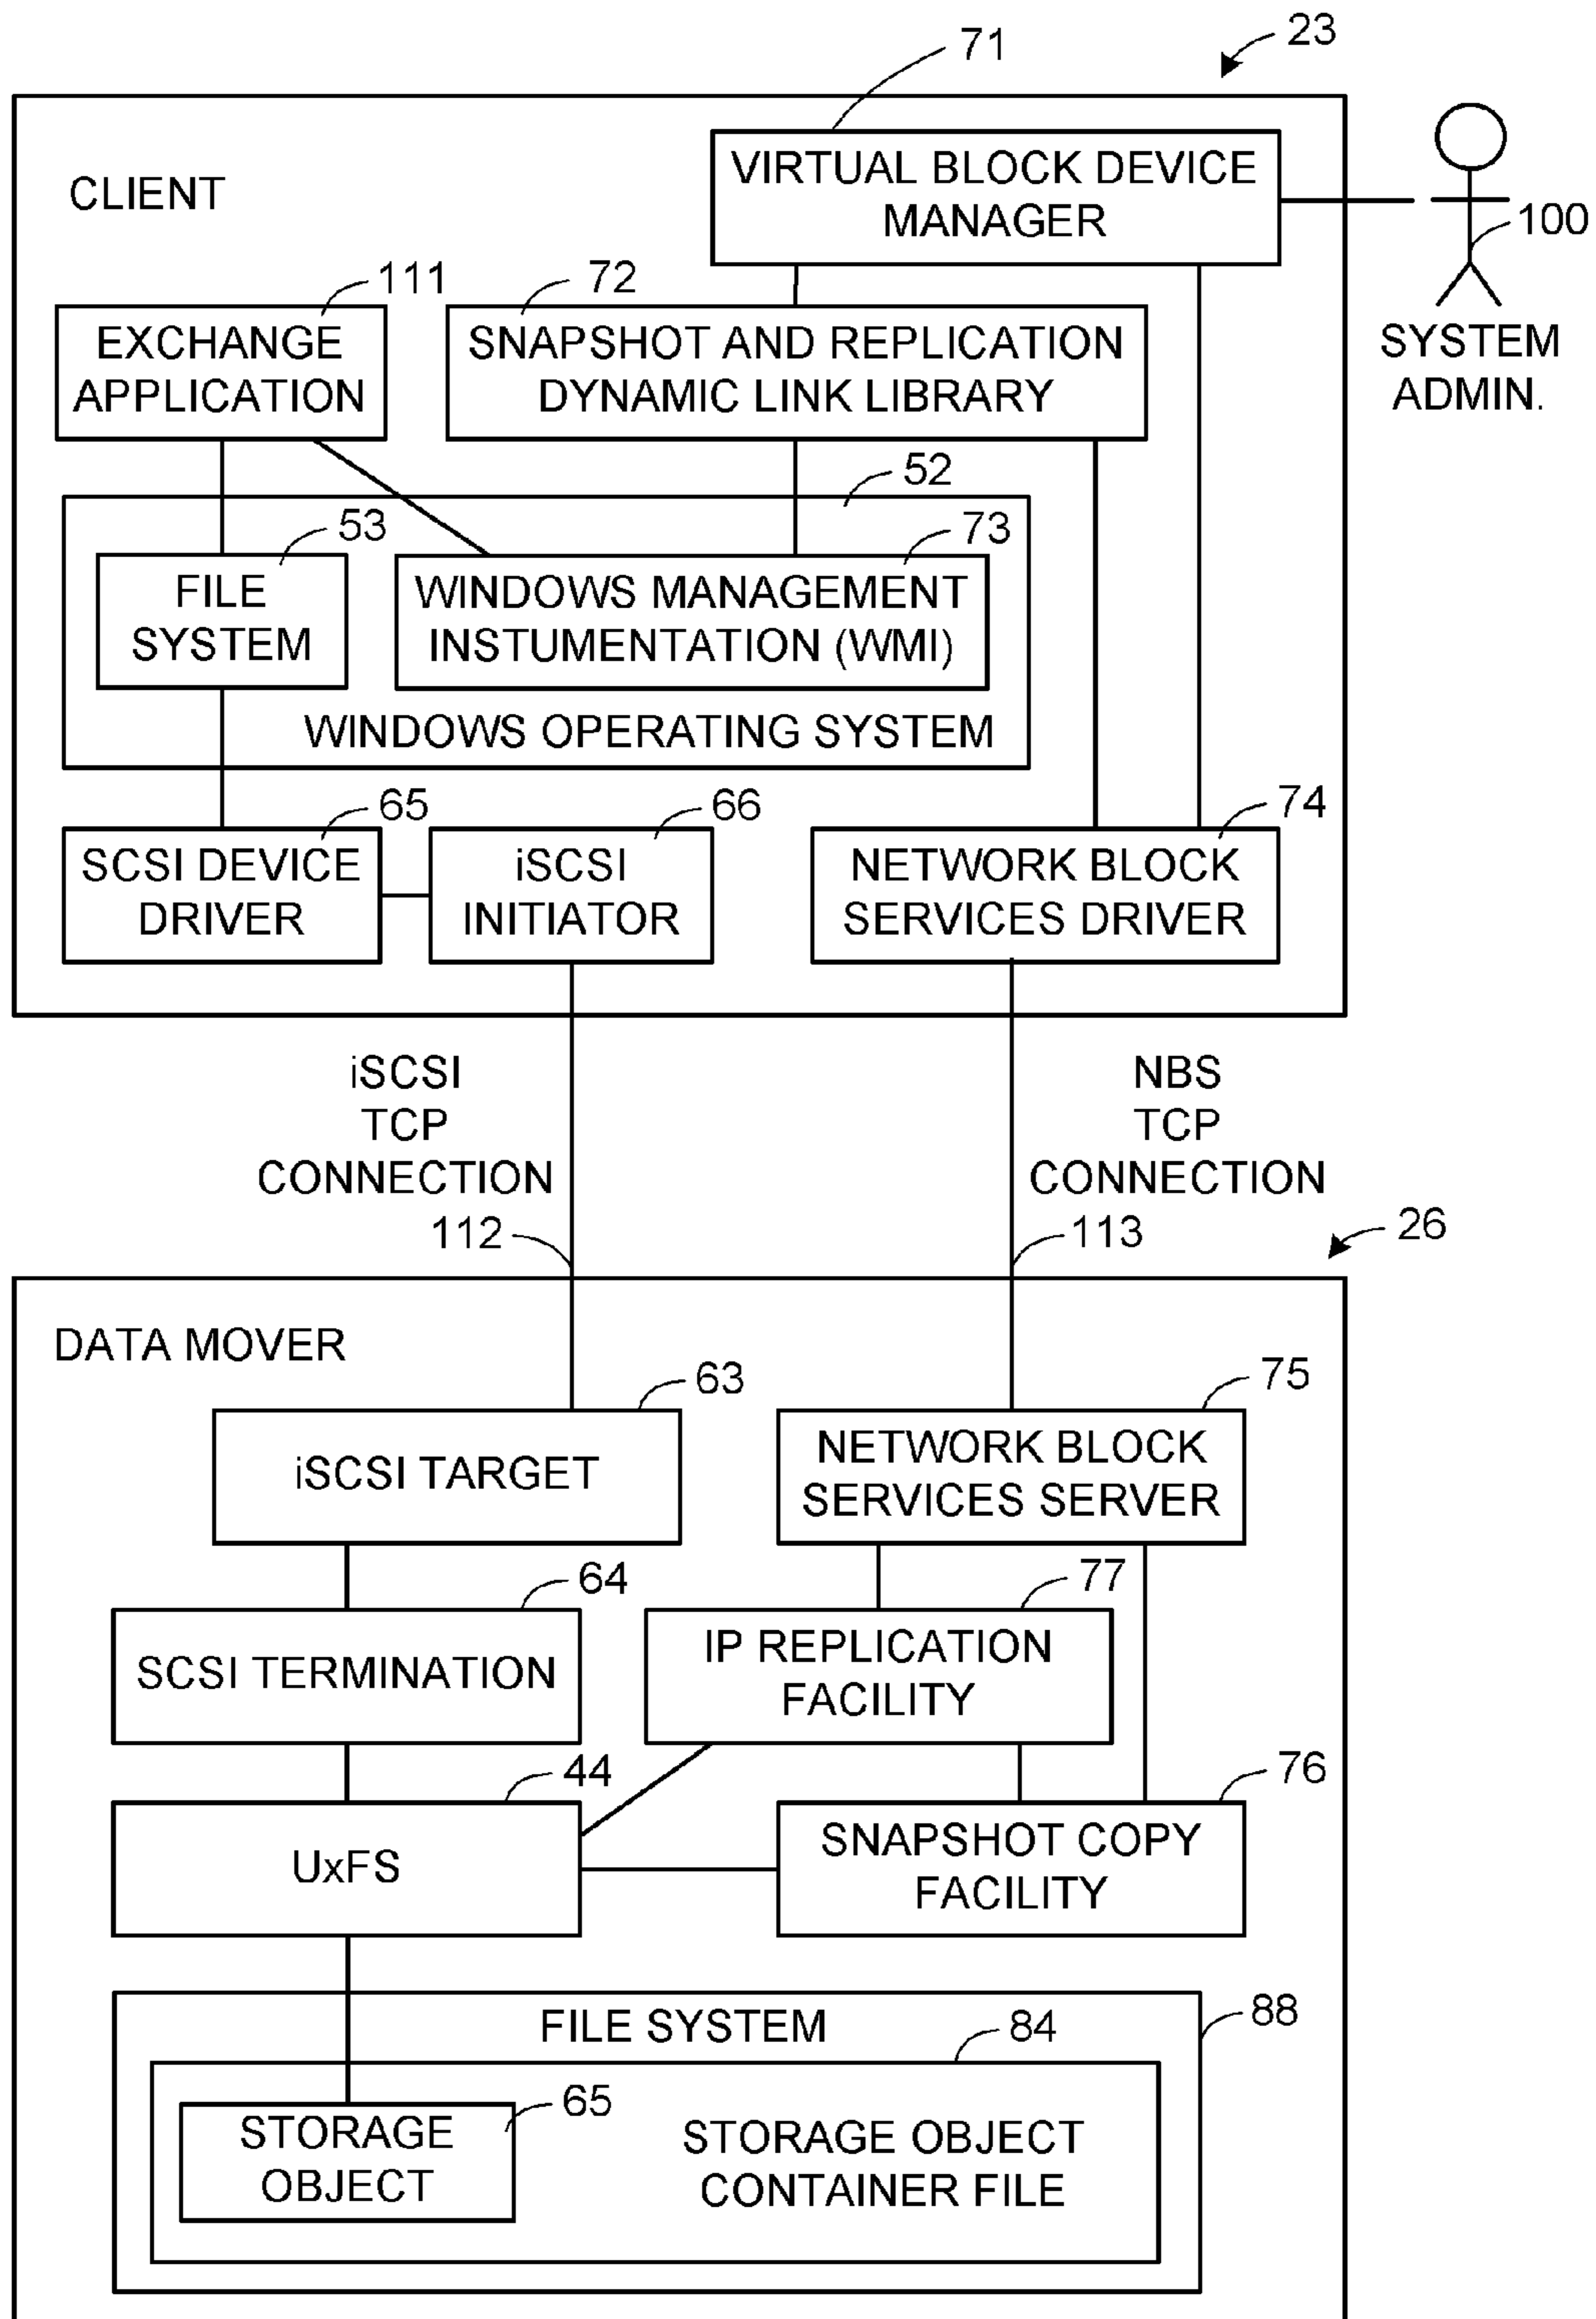 71
23
VIRTUAL BLOCK DEVICE
MANAGER
CLIENT
100
SYSTEM
ADMIN.
111
72
EXCHANGE
APPLICATION
SNAPSHOT AND REPLICATION
DYNAMIC LINK LIBRARY
52
53
73
FILE
SYSTEM
WINDOWS MANAGEMENT
INSTUMENTATION (WMI)
WINDOWS OPERATING SYSTEM
65
66
74
SCSI DEVICE
DRIVER
iSCSI
INITIATOR
NETWORK BLOCK
SERVICES DRIVER
iSCSI
TCP
CONNECTION
112
NBS
TCP
CONNECTION
113
26
DATA MOVER
63
75
iSCSI TARGET
NETWORK BLOCK
SERVICES SERVER
64
77
SCSI TERMINATION
IP REPLICATION
FACILITY
44
76
UxFS
SNAPSHOT COPY
FACILITY
88
FILE SYSTEM
84
65
STORAGE
OBJECT
STORAGE OBJECT
CONTAINER FILE